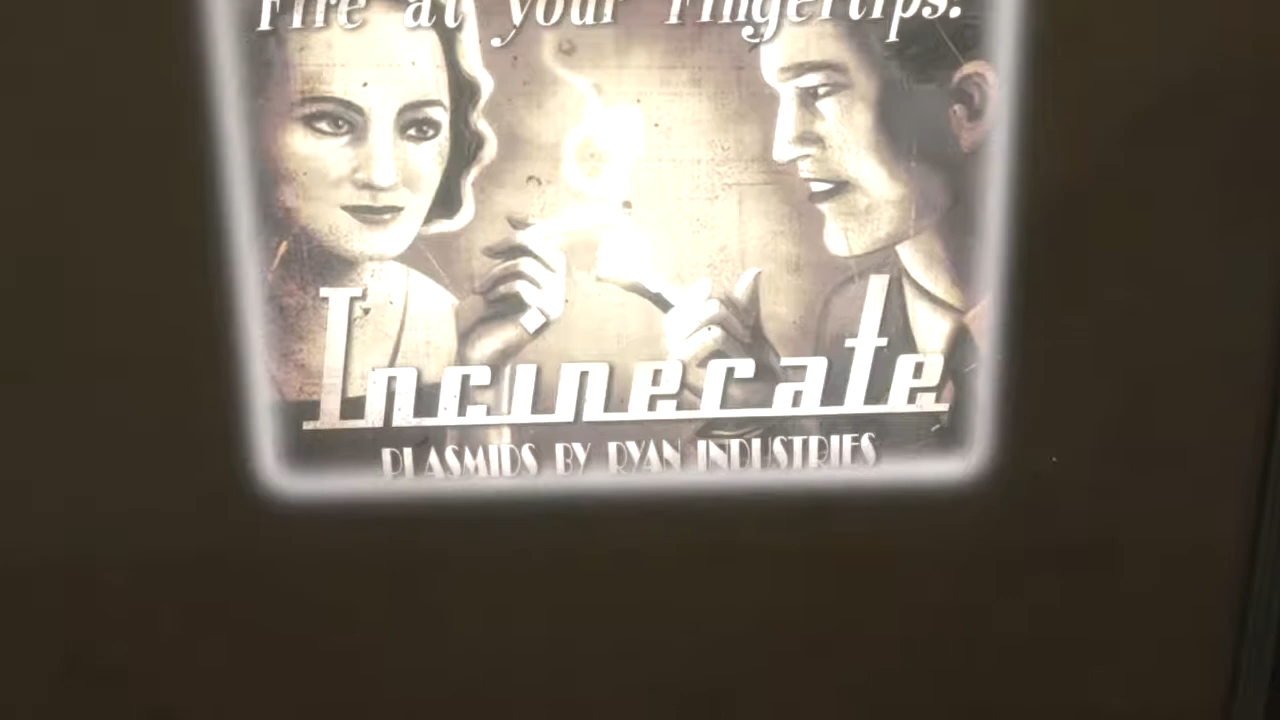 Fire at your Fingertips!
Incinerate
PLASMIDS BY RYAN INDUSTRIES